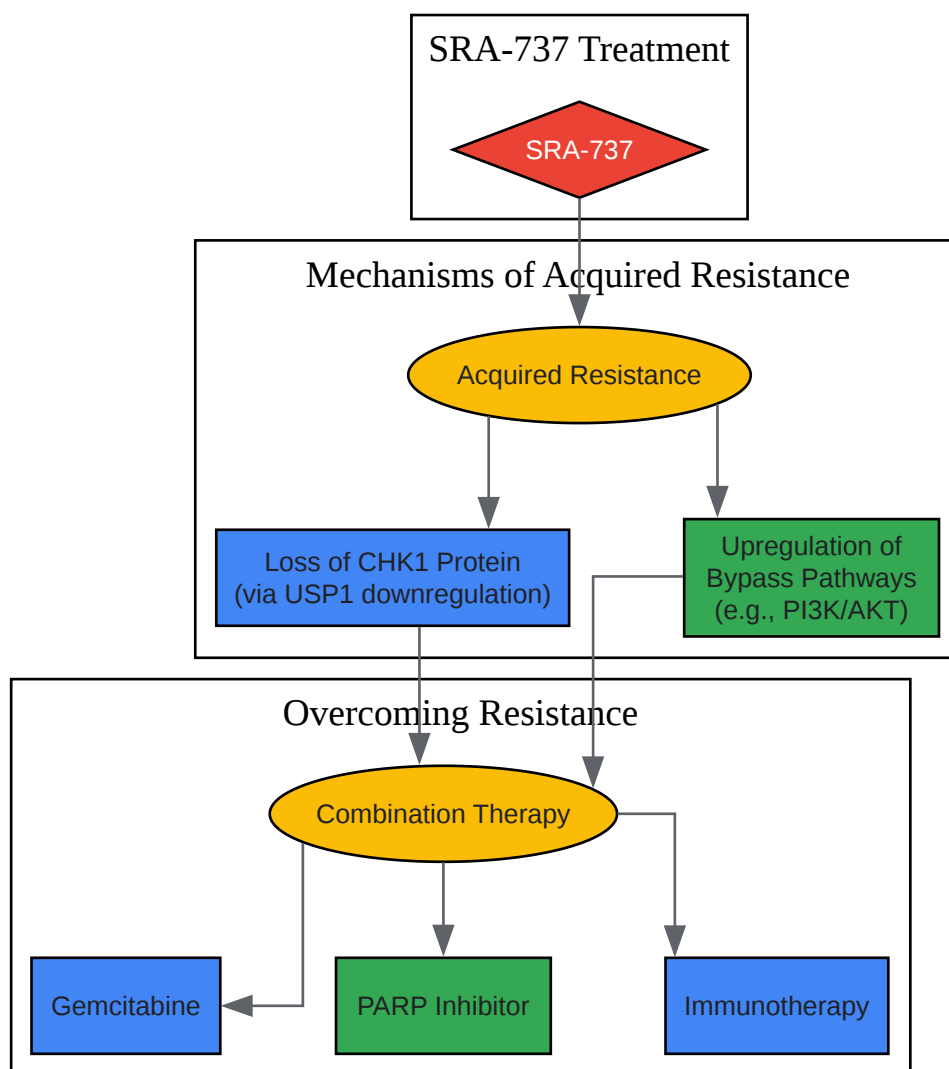 SRA-737 Treatment
SRA-737
Mechanisms of Acquired Resistance
Acquired Resistance
Loss of CHK1 Protein
(via USP1 downregulation)
Upregulation of
Bypass Pathways
(e.g., PI3K/AKT)
Overcoming Resistance
Combination Therapy
Gemcitabine
PARP Inhibitor
Immunotherapy